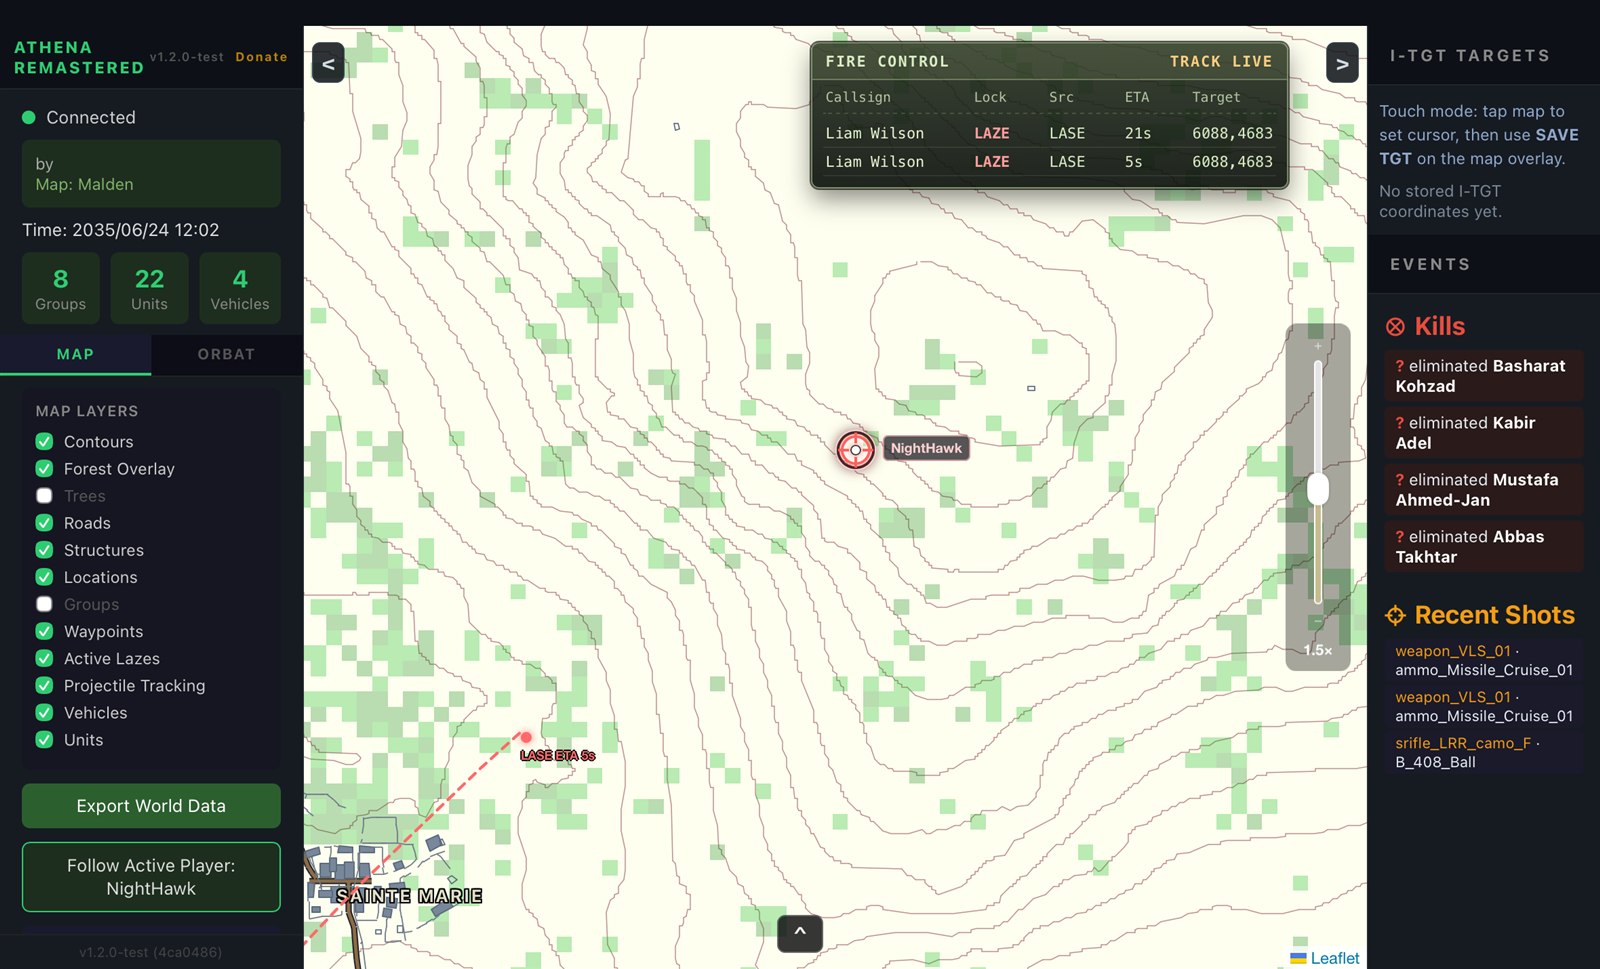 ATHENA
REMASTERED
v1.2.0-test
Donate
Connected
by
Map: Malden
Time: 2035/06/24 12:02
8
Groups
22
Units
4
Vehicles
MAP
ORBAT
MAP LAYERS
Contours
Forest Overlay
Trees
Roads
Structures
Locations
Groups
Waypoints
Active Lazes
Projectile Tracking
Vehicles
Units
Export World Data
Follow Active Player:
NightHawk
v1.2.0-test (4ca0486)
<
FIRE CONTROL
TRACK LIVE
Callsign Lock Src ETA Target
Liam Wilson LAZE LASE 21s 6088,4683
Liam Wilson LAZE LASE 5s 6088,4683
>
NightHawk
+
−
1.5×
LASE ETA 5s
SAINTE MARIE
^
Leaflet
I-TGT TARGETS
Touch mode: tap map to
set cursor, then use SAVE
TGT on the map overlay.
No stored I-TGT
coordinates yet.
EVENTS
Kills
? eliminated Basharat
Kohzad
? eliminated Kabir
Adel
? eliminated Mustafa
Ahmed-Jan
? eliminated Abbas
Takhtar
Recent Shots
weapon_VLS_01 ·
ammo_Missile_Cruise_01
weapon_VLS_01 ·
ammo_Missile_Cruise_01
srifle_LRR_camo_F ·
B_408_Ball